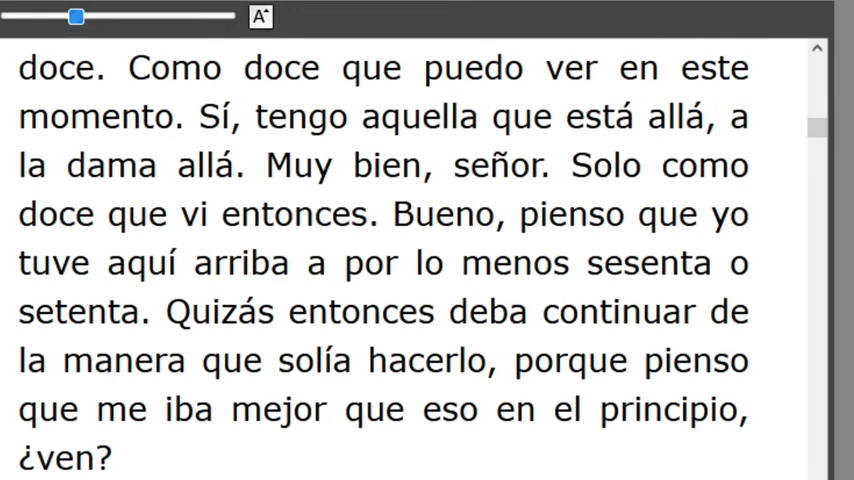 A
doce. Como doce que puedo ver en este
momento. Sí, tengo aquella que está allá, a
la dama allá. Muy bien, señor. Solo como
doce que vi entonces. Bueno, pienso que yo
tuve aquí arriba a por lo menos sesenta o
setenta. Quizás entonces deba continuar de
la manera que solía hacerlo, porque pienso
que me iba mejor que eso en el principio,
¿ven?